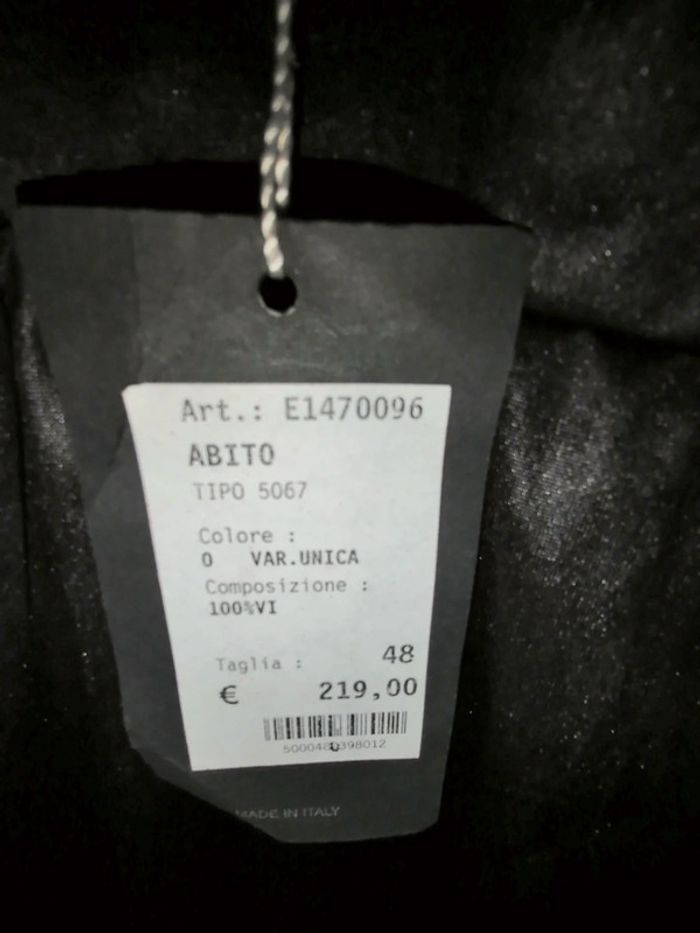 Art.: E1470096
ABITO
TIPO 5067
Colore :
0 VAR.UNICA
Composizione :
100%VI
Taglia : 48
€ 219,00
MADE IN ITALY